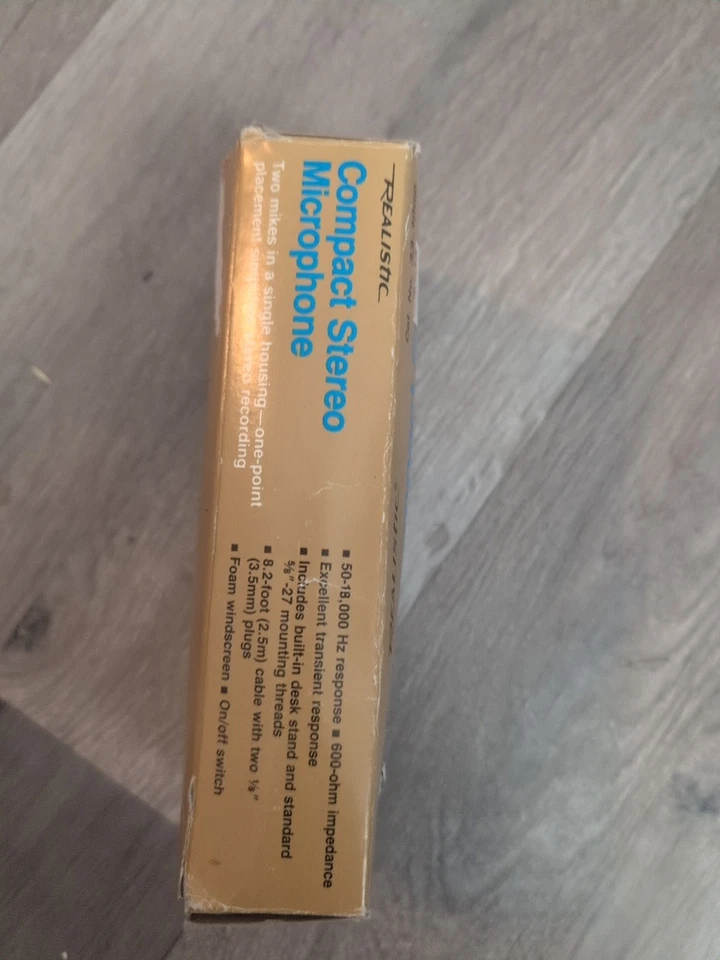 REALISTIC
Compact Stereo
Microphone
Two mikes in a single housing—one-point
placement recording
■ 50-18,000 Hz response ■ 600-ohm impedance
■ Excellent transient response
■ Includes built-in desk stand and standard
5/8"-27 mounting threads
■ 8.2-foot (2.5m) cable with two 1/8"
(3.5mm) plugs
■ Foam windscreen ■ On/off switch